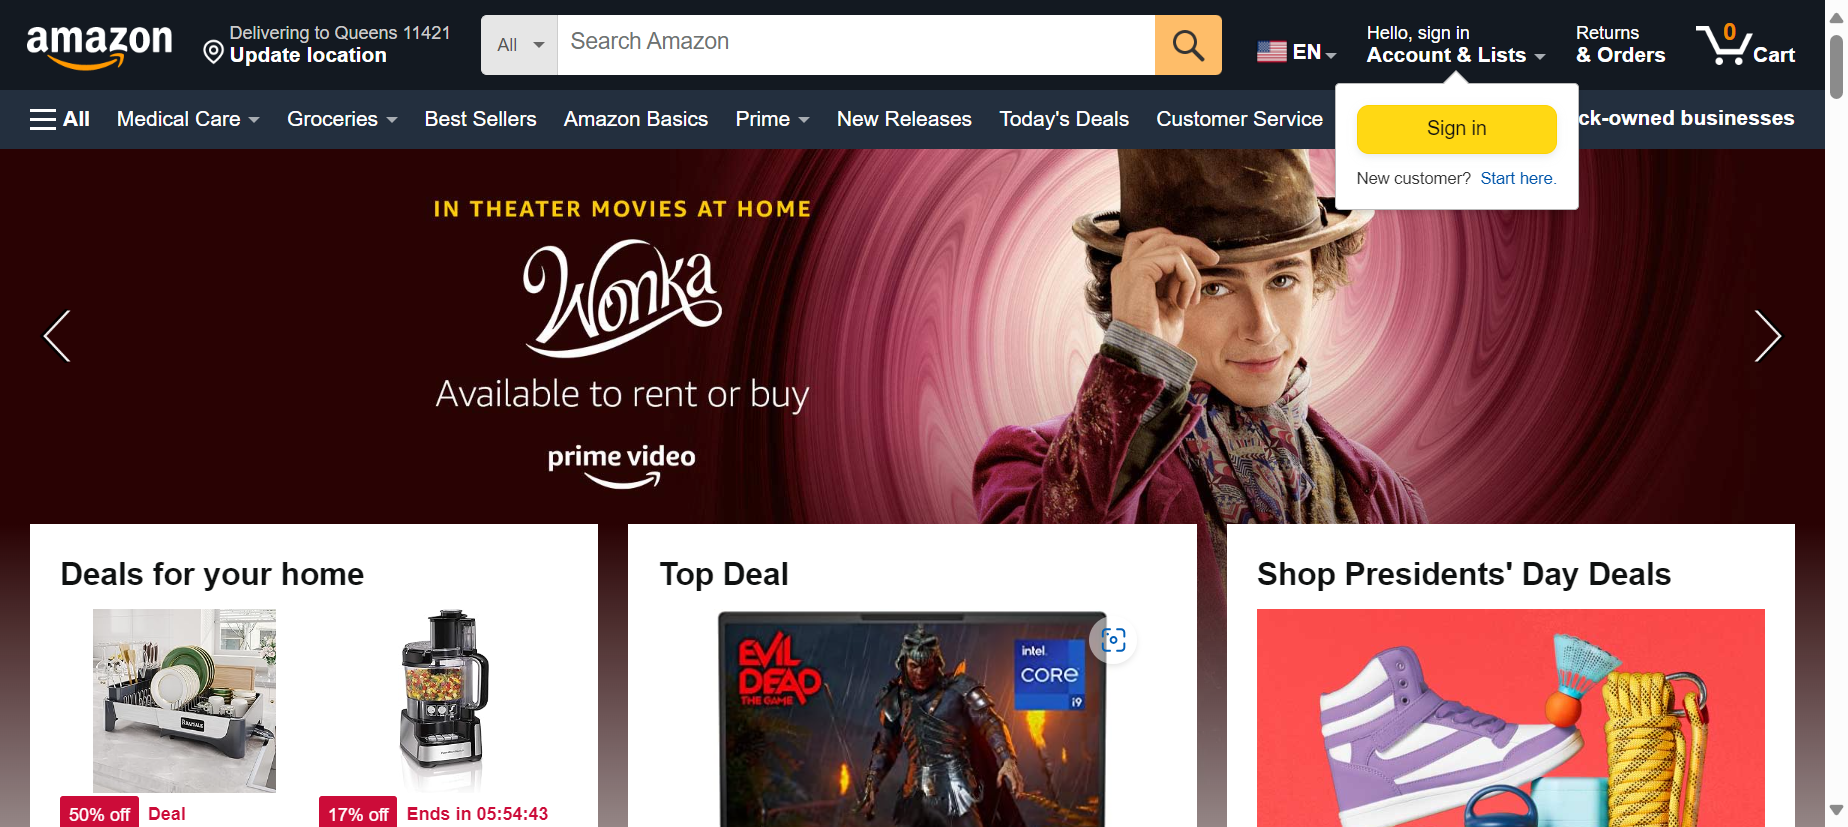 amazon
Delivering to Queens 11421
Update location
All
Search Amazon
EN
Hello, sign in
Account & Lists
Returns
& Orders
0
Cart
All
Medical Care
Groceries
Best Sellers
Amazon Basics
Prime
New Releases
Today's Deals
Customer Service
ck-owned businesses
Sign in
New customer? Start here.
IN THEATER MOVIES AT HOME
Wonka
Available to rent or buy
prime video
Deals for your home
50% off Deal
17% off Ends in 05:54:43
Top Deal
EVIL
DEAD
THE GAME
intel.
CORE
i9
Shop Presidents' Day Deals